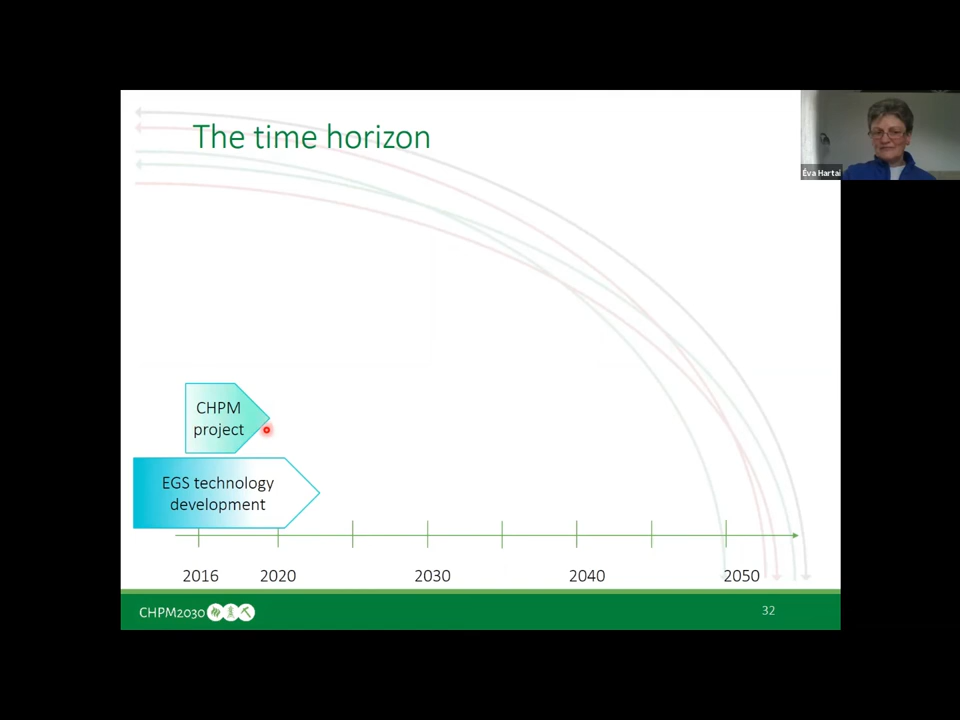 The time horizon
Éva Hartai
CHPM
project
EGS technology
development
2016 2020 2030 2040 2050
CHPM2030
32